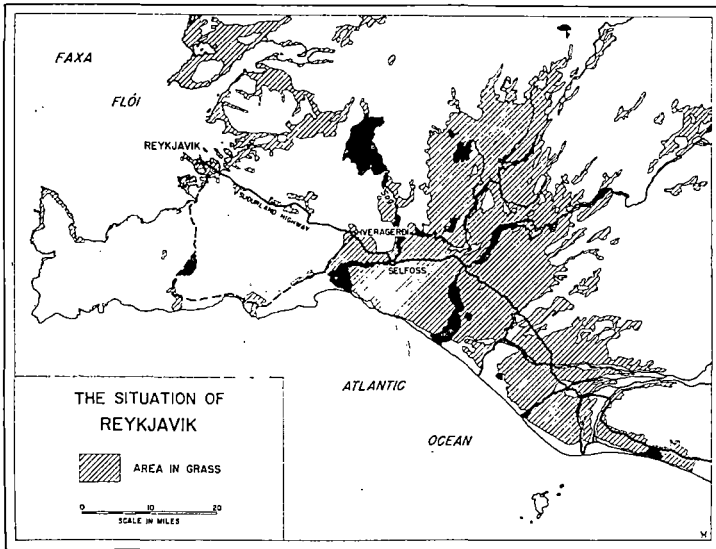 FAXA
FLÓI
REYKJAVIK
HIGHWAY
HVERAGERDI
SELFOSS
ATLANTIC
OCEAN
THE SITUATION OF
REYKJAVIK
AREA IN GRASS
0 10 20
SCALE IN MILES